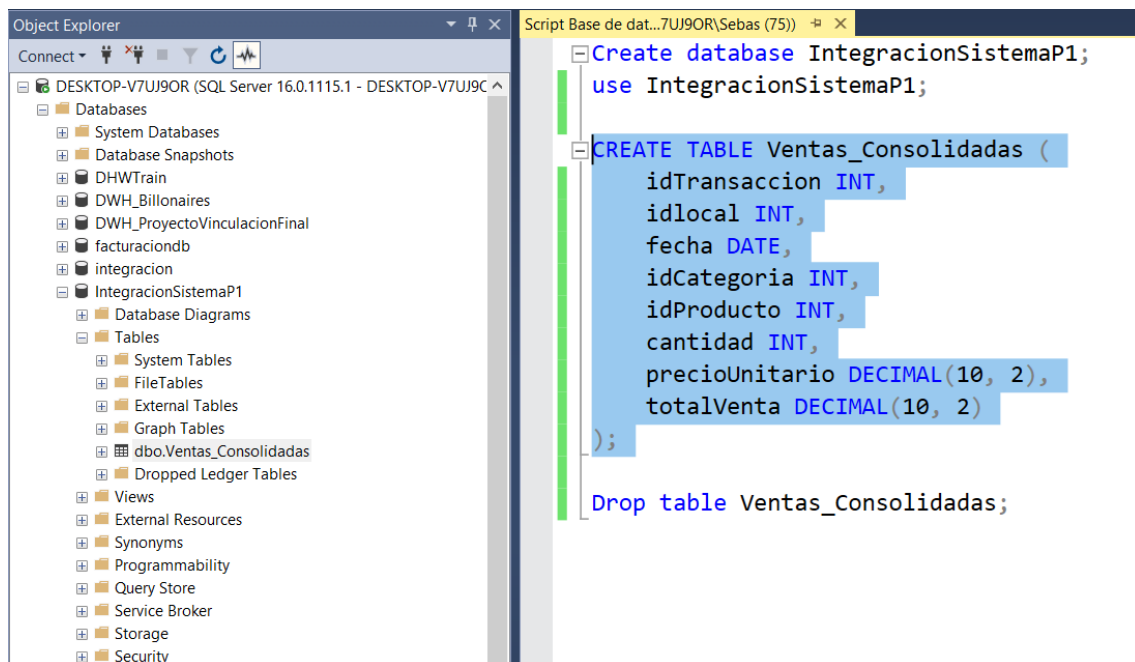 Object Explorer
Connect
DESKTOP-V7UJ9OR (SQL Server 16.0.1115.1 - DESKTOP-V7UJ9O
Databases
System Databases
Database Snapshots
DHWTrain
DWH_Billonaires
DWH_ProyectoVinculacionFinal
facturaciondb
integracion
IntegracionSistemaP1
Database Diagrams
Tables
System Tables
FileTables
External Tables
Graph Tables
dbo.Ventas_Consolidadas
Dropped Ledger Tables
Views
External Resources
Synonyms
Programmability
Query Store
Service Broker
Storage
Security
Script Base de dat...7UJ9OR\Sebas (75))
Create database IntegracionSistemaP1;
use IntegracionSistemaP1;
CREATE TABLE Ventas_Consolidadas (
idTransaccion INT,
idlocal INT,
fecha DATE,
idCategoria INT,
idProducto INT,
cantidad INT,
precioUnitario DECIMAL(10, 2),
totalVenta DECIMAL(10, 2)
);
Drop table Ventas_Consolidadas;